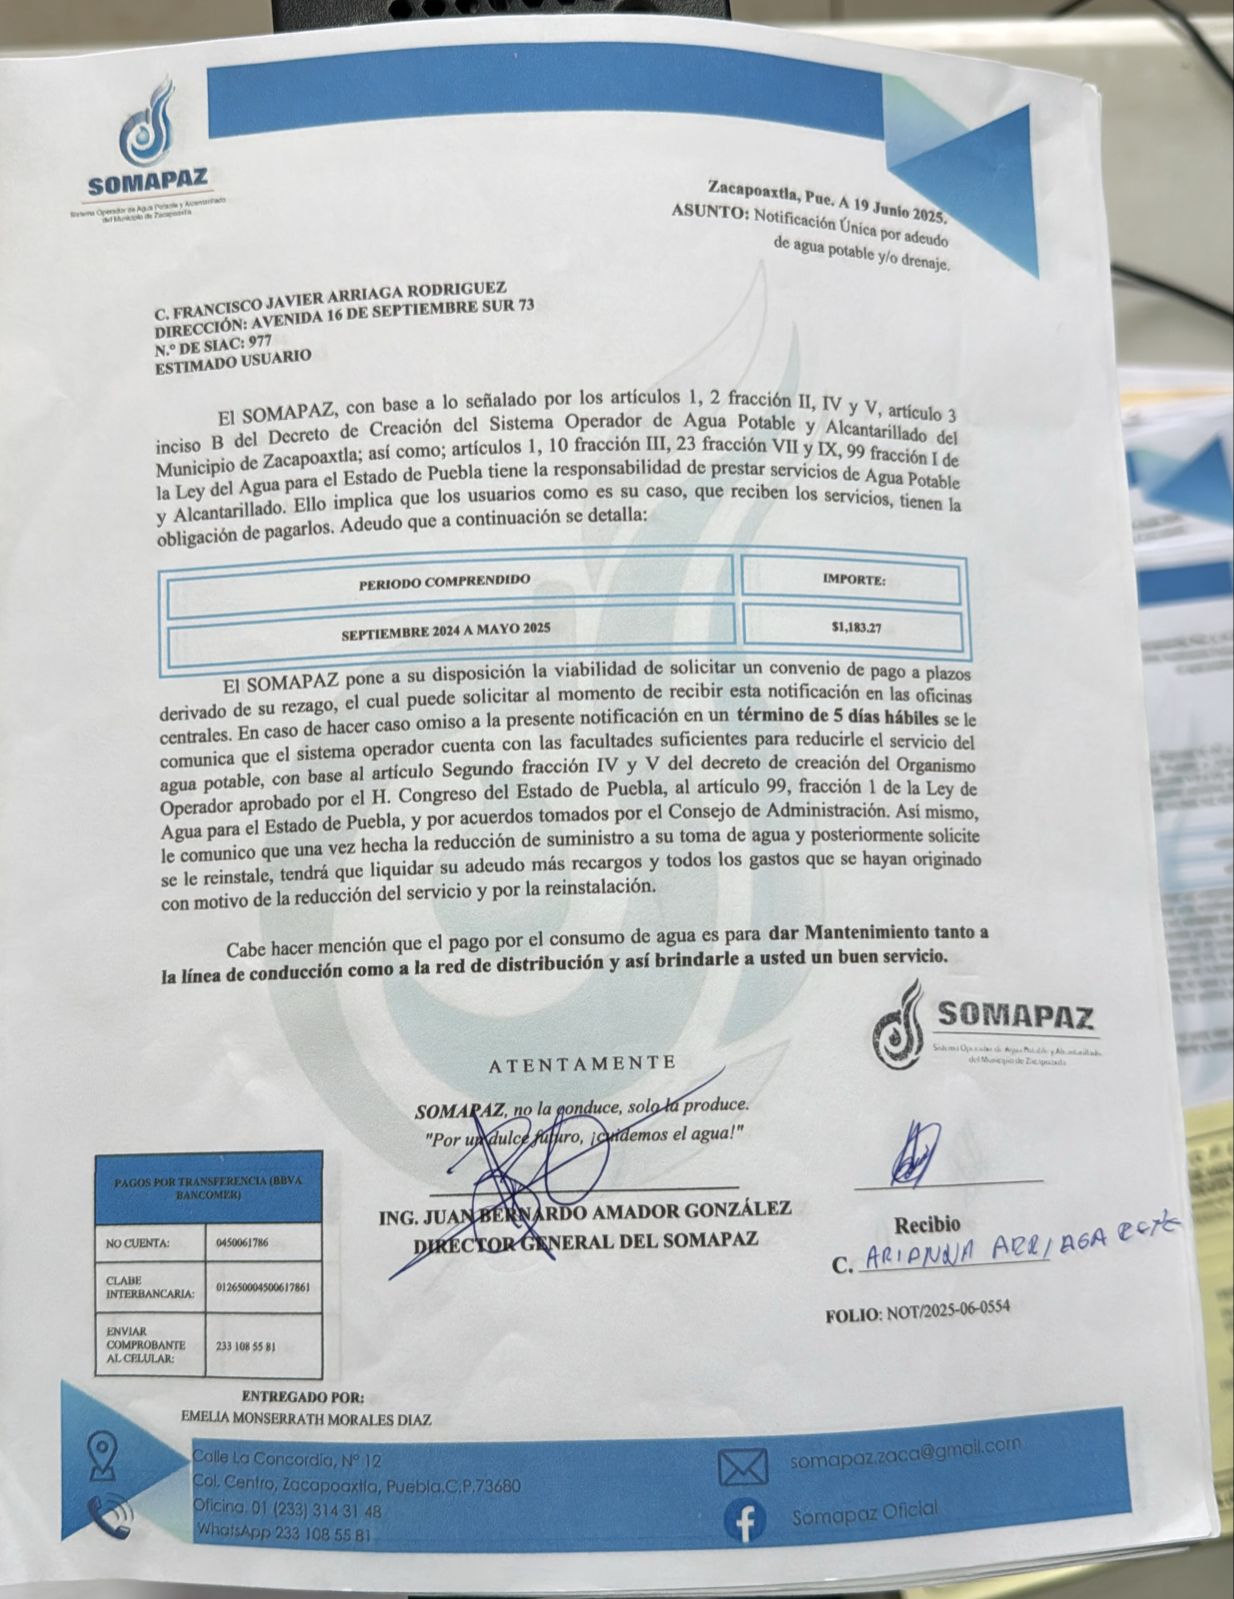 SOMAPAZ
Sistema Operador de Agua Potable y Alcantarillado
del Municipio de Zacapoaxtla
Zacapoaxtla, Pue. A 19 Junio 2025.
ASUNTO: Notificación Única por adeudo
de agua potable y/o drenaje.
C. FRANCISCO JAVIER ARRIAGA RODRIGUEZ
DIRECCIÓN: AVENIDA 16 DE SEPTIEMBRE SUR 73
N.° DE SIAC: 977
ESTIMADO USUARIO
El SOMAPAZ, con base a lo señalado por los artículos 1, 2 fracción II, IV y V, artículo 3
inciso B del Decreto de Creación del Sistema Operador de Agua Potable y Alcantarillado del
Municipio de Zacapoaxtla; así como; artículos 1, 10 fracción III, 23 fracción VII y IX, 99 fracción I de
la Ley del Agua para el Estado de Puebla tiene la responsabilidad de prestar servicios de Agua Potable
y Alcantarillado. Ello implica que los usuarios como es su caso, que reciben los servicios, tienen la
obligación de pagarlos. Adeudo que a continuación se detalla:
PERIODO COMPRENDIDO IMPORTE:
SEPTIEMBRE 2024 A MAYO 2025 $1,183.27
El SOMAPAZ pone a su disposición la viabilidad de solicitar un convenio de pago a plazos
derivado de su rezago, el cual puede solicitar al momento de recibir esta notificación en las oficinas
centrales. En caso de hacer caso omiso a la presente notificación en un término de 5 días hábiles se le
comunica que el sistema operador cuenta con las facultades suficientes para reducirle el servicio del
agua potable, con base al artículo Segundo fracción IV y V del decreto de creación del Organismo
Operador aprobado por el H. Congreso del Estado de Puebla, al artículo 99, fracción 1 de la Ley de
Agua para el Estado de Puebla, y por acuerdos tomados por el Consejo de Administración. Así mismo,
le comunico que una vez hecha la reducción de suministro a su toma de agua y posteriormente solicite
se le reinstale, tendrá que liquidar su adeudo más recargos y todos los gastos que se hayan originado
con motivo de la reducción del servicio y por la reinstalación.
Cabe hacer mención que el pago por el consumo de agua es para dar Mantenimiento tanto a
la línea de conducción como a la red de distribución y así brindarle a usted un buen servicio.
SOMAPAZ
Sistema Operador de Agua Potable y Alcantarillado
del Municipio de Zacapoaxtla
ATENTAMENTE
SOMAPAZ, no la conduce, solo la produce.
"Por un dulce futuro, ¡cuidemos el agua!"
ING. JUAN BERNARDO AMADOR GONZÁLEZ
DIRECTOR GENERAL DEL SOMAPAZ
Recibio
C. ARIANNA ARRIAGA
FOLIO: NOT/2025-06-0554
PAGOS POR TRANSFERENCIA (BBVA
BANCOMER)
NO CUENTA: 0450061786
CLABE
INTERBANCARIA: 012650004500617861
ENVIAR
COMPROBANTE
AL CELULAR: 233 108 55 81
ENTREGADO POR:
EMELIA MONSERRATH MORALES DIAZ
Calle La Concordia, N° 12
Col. Centro, Zacapoaxtla, Puebla.C.P.73680
Oficina. 01 (233) 314 31 48
WhatsApp 233 108 55 81
somapaz.zaca@gmail.com
Somapaz Oficial